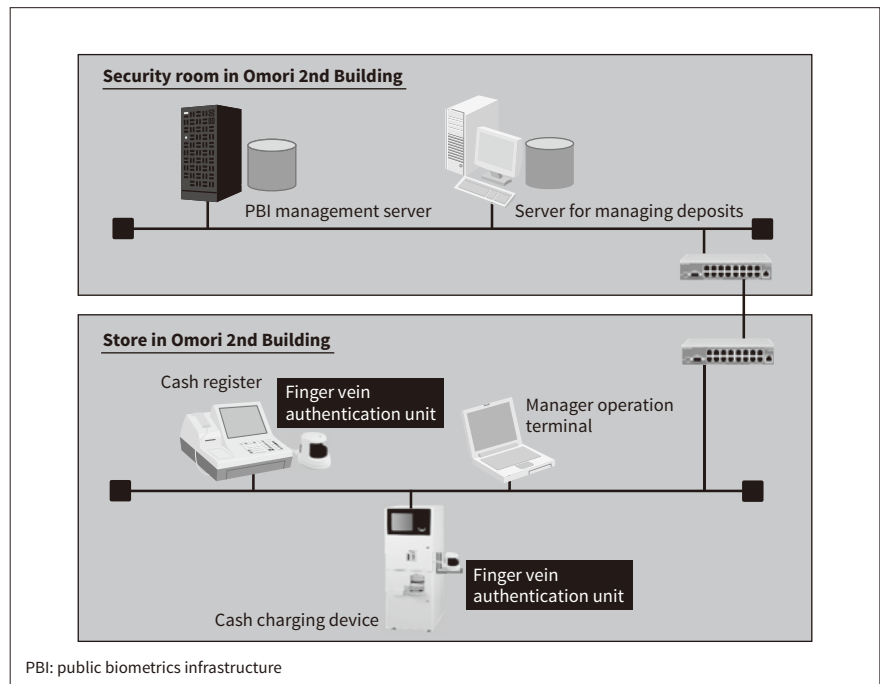 Security room in Omori 2nd Building
PBI management server
Server for managing deposits
Store in Omori 2nd Building
Cash register
Finger vein
authentication unit
Manager operation
terminal
Finger vein
authentication unit
Cash charging device
PBI: public biometrics infrastructure